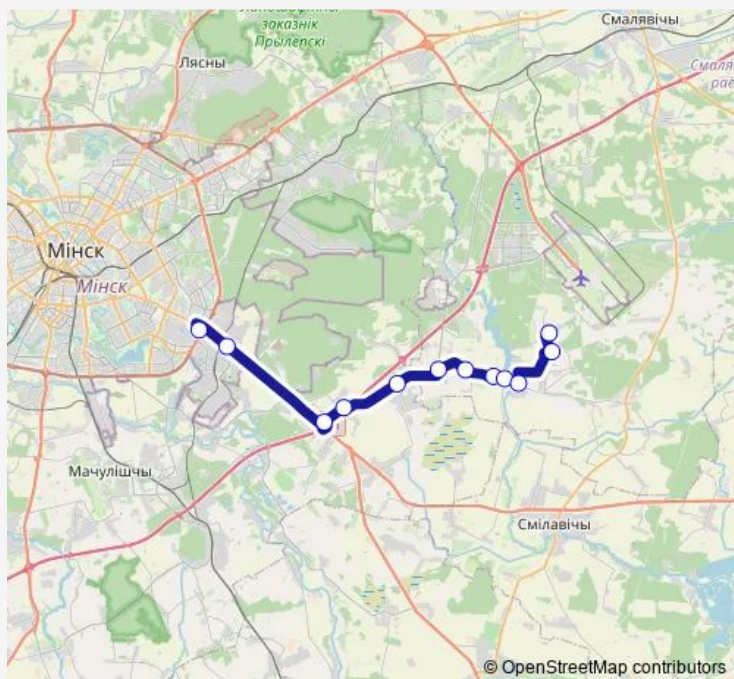 заказнік
Прылепскі
Лясны
Смалявічы
Мінск
Мінск
Мачулішчы
Смілавічы
© OpenStreetMap contributors